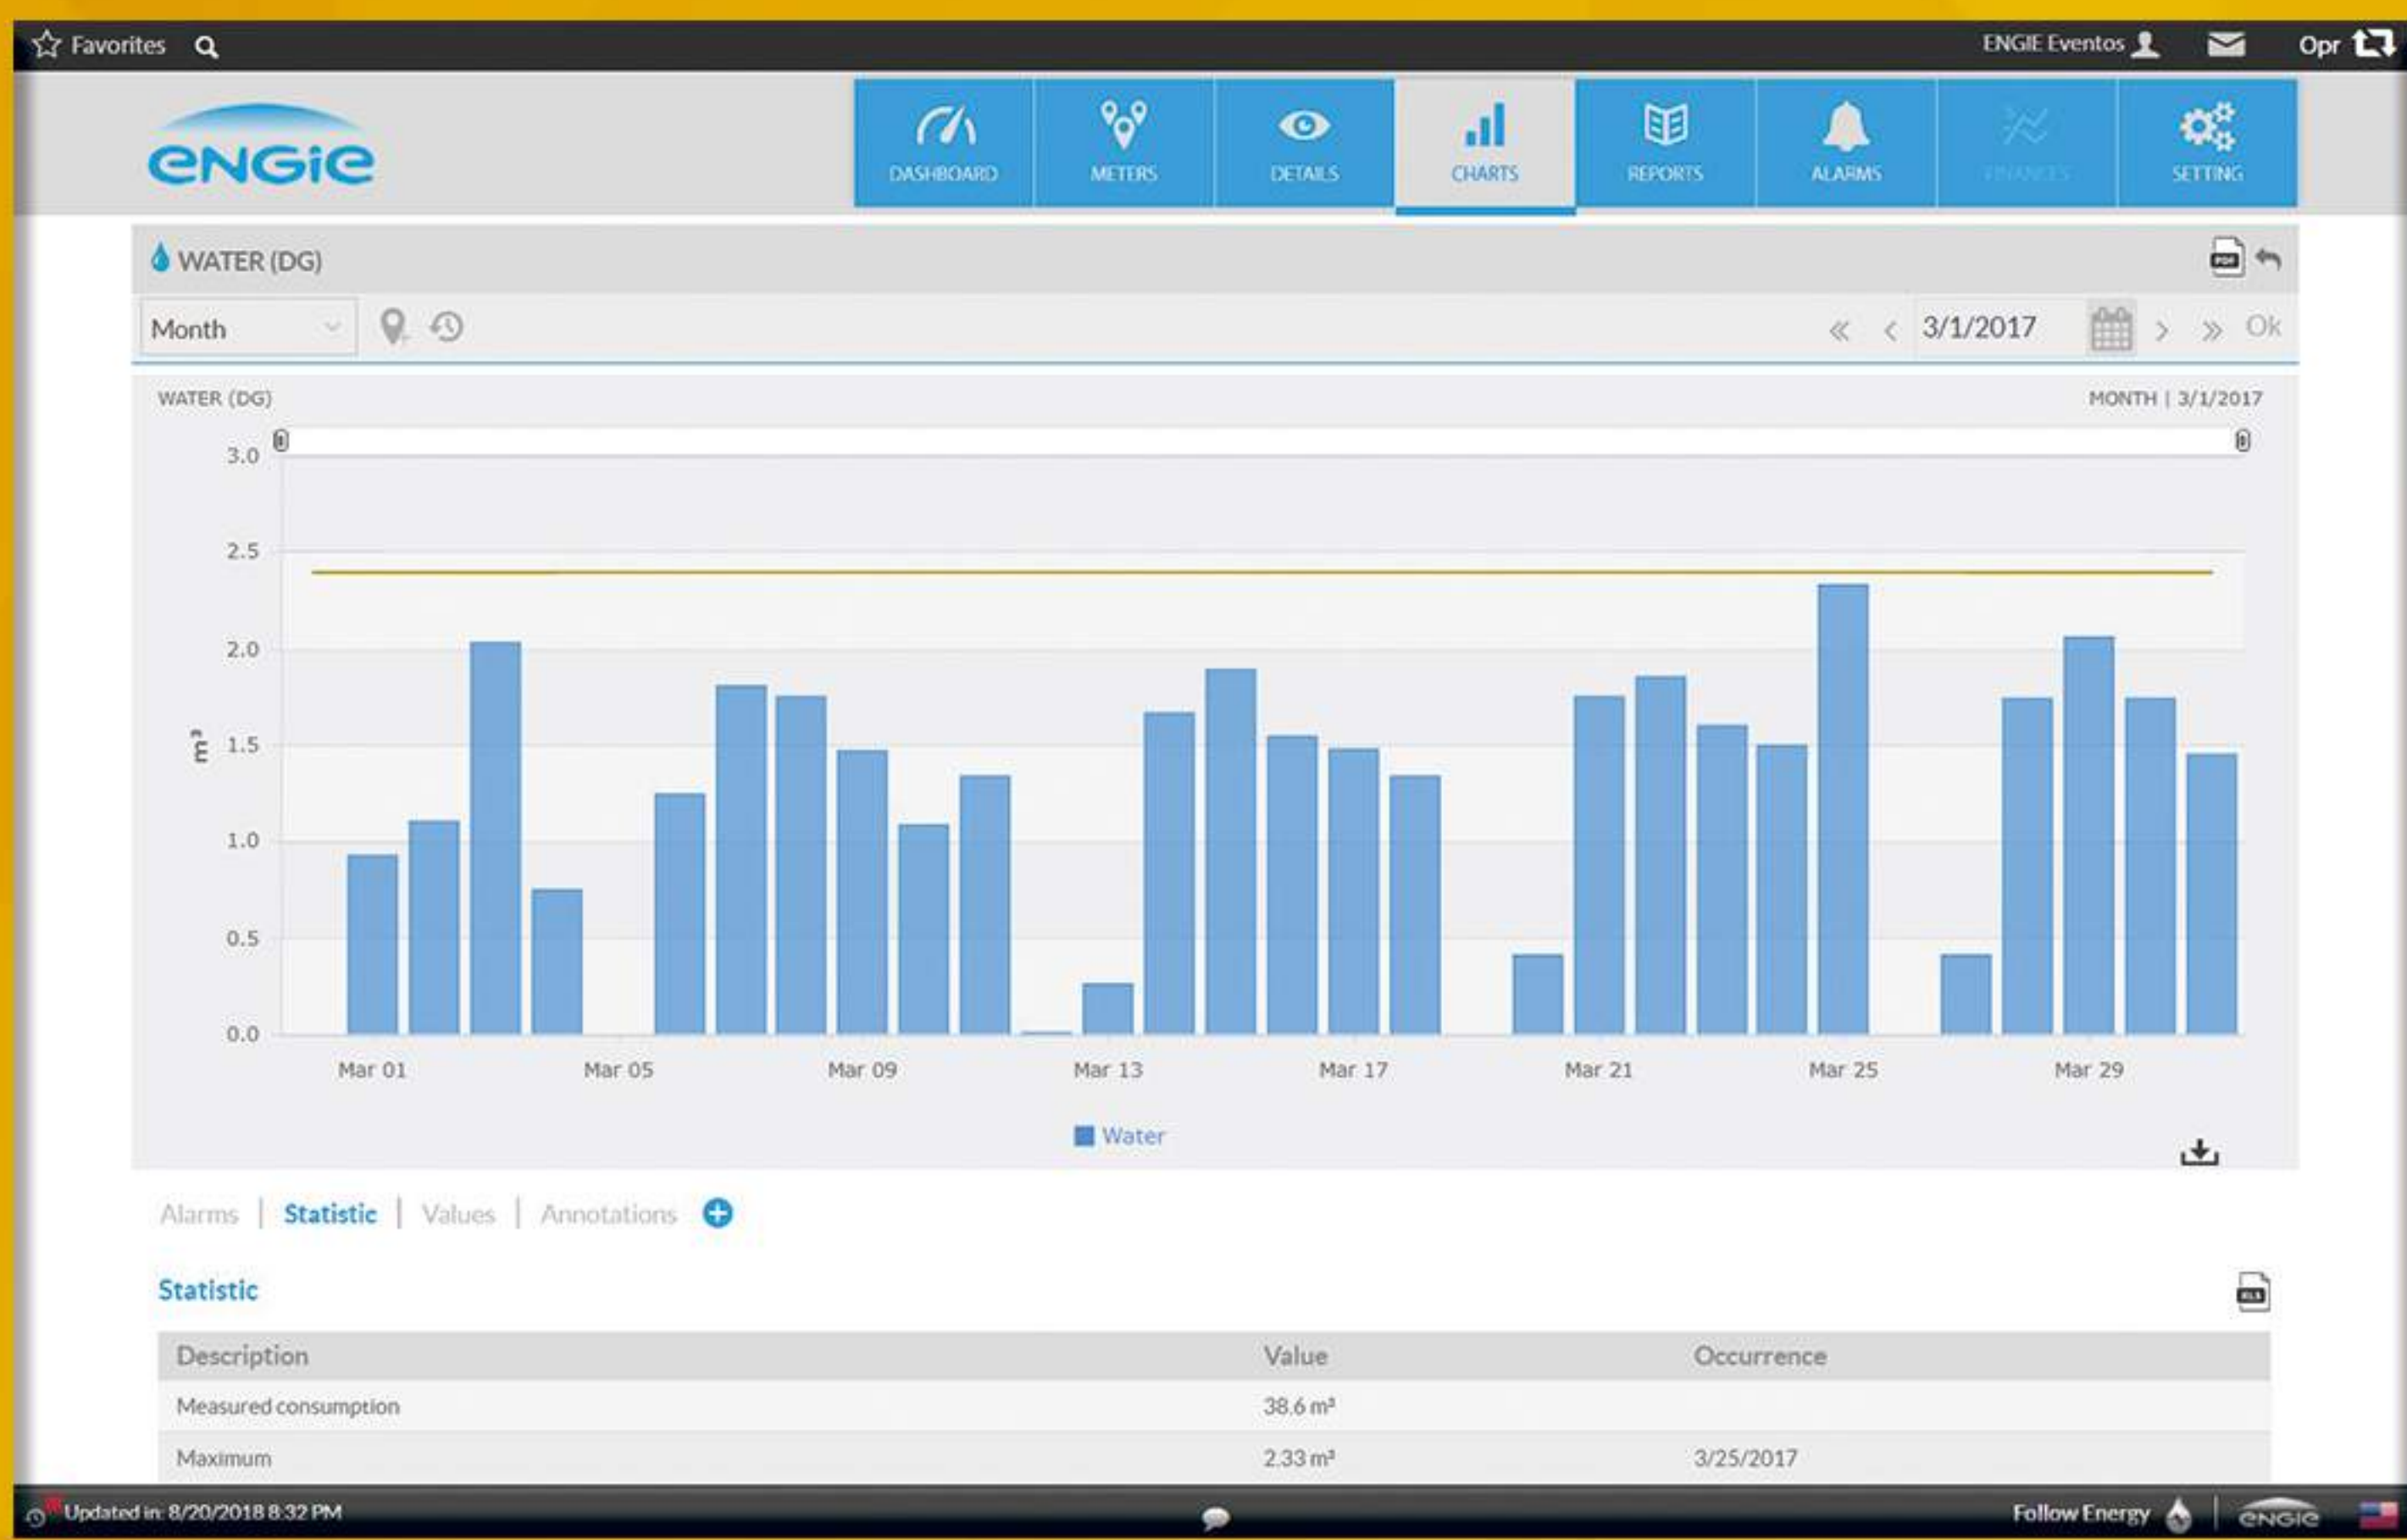 Favorites
ENGIE Eventos
Opr
ENGIE
DASHBOARD
METERS
DETAILS
CHARTS
REPORTS
ALARMS
FINANCES
SETTING
WATER (DG)
PDF
Month
« < 3/1/2017 > » Ok
WATER (DG)
MONTH | 3/1/2017
3.0
2.5
2.0
1.5
1.0
0.5
0.0
m³
Mar 01
Mar 05
Mar 09
Mar 13
Mar 17
Mar 21
Mar 25
Mar 29
Water
Alarms | Statistic | Values | Annotations
Statistic
XLS
Description Value Occurrence
Measured consumption 38.6 m³
Maximum 2.33 m³ 3/25/2017
Updated in: 8/20/2018 8:32 PM
Follow Energy
ENGIE